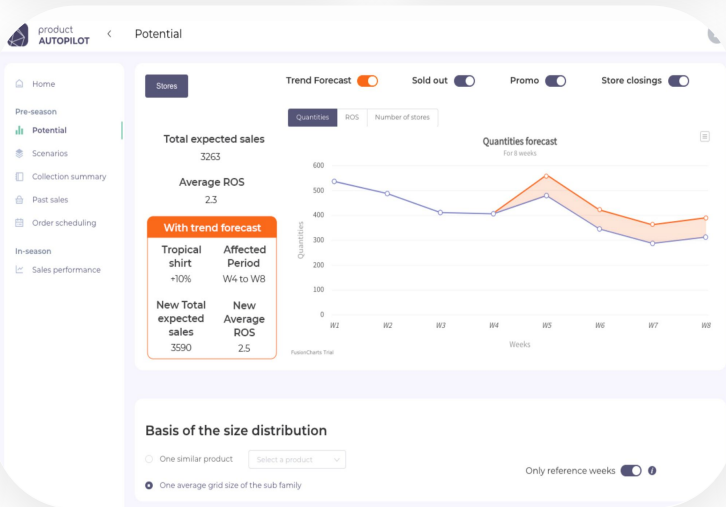 product
AUTOPILOT
Potential
Home
Pre-season
Potential
Scenarios
Collection summary
Past sales
Order scheduling
In-season
Sales performance
Stores
Trend Forecast
Sold out
Promo
Store closings
Total expected sales
3263
Average ROS
2.3
With trend forecast
Tropical shirt
+10%
Affected Period
W4 to W8
New Total expected sales
3590
New Average ROS
2.5
Quantities
ROS
Number of stores
Quantities forecast
For 8 weeks
600
500
400
300
200
100
0
Quantities
W1 W2 W3 W4 W5 W6 W7 W8
Weeks
FusionCharts Trial
Basis of the size distribution
One similar product
Select a product
One average grid size of the sub family
Only reference weeks
i